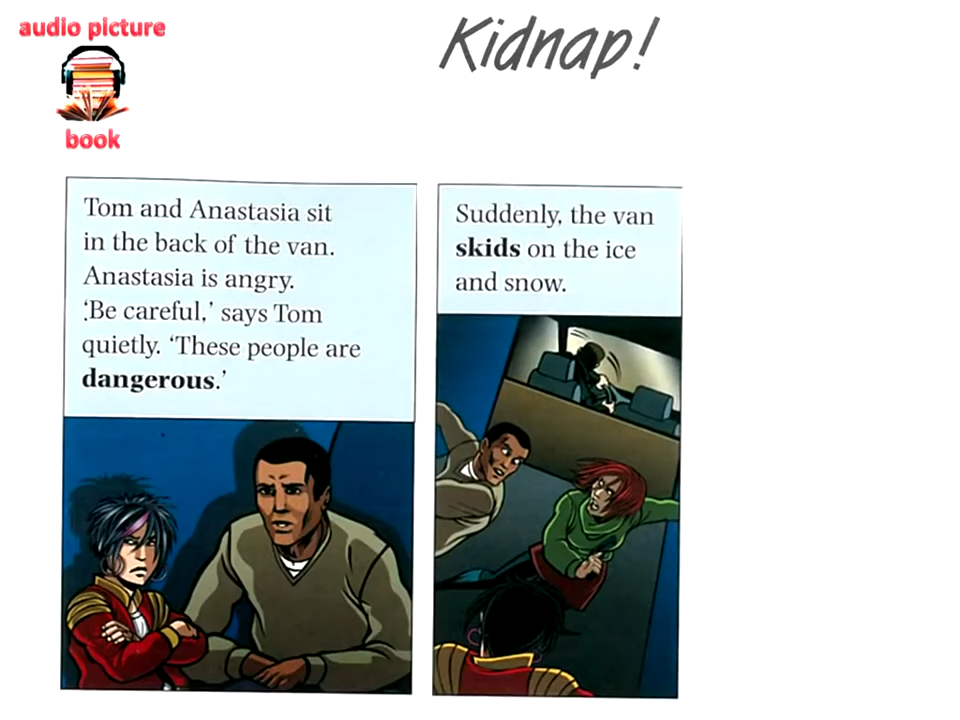 audio picture
book
Kidnap!
Tom and Anastasia sit
in the back of the van.
Anastasia is angry.
‘Be careful,’ says Tom
quietly. ‘These people are
dangerous.’
Suddenly, the van
skids on the ice
and snow.